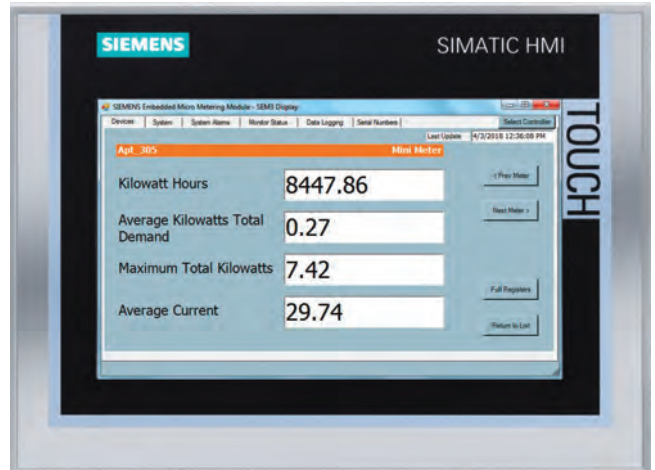 SIEMENS
SIMATIC HMI
TOUCH
SIEMENS Embedded Micro Metering Module - SEM3 Display
Devices System System Alarms Monitor Status Data Logging Serial Numbers Select Controller
Last Update 4/3/2018 12:36:08 PM
Apt_305 Mini Meter
Kilowatt Hours 8447.86
< Prev Meter
Average Kilowatts Total
Demand
0.27
Next Meter >
Maximum Total Kilowatts 7.42
Full Registers
Average Current 29.74
Return to List